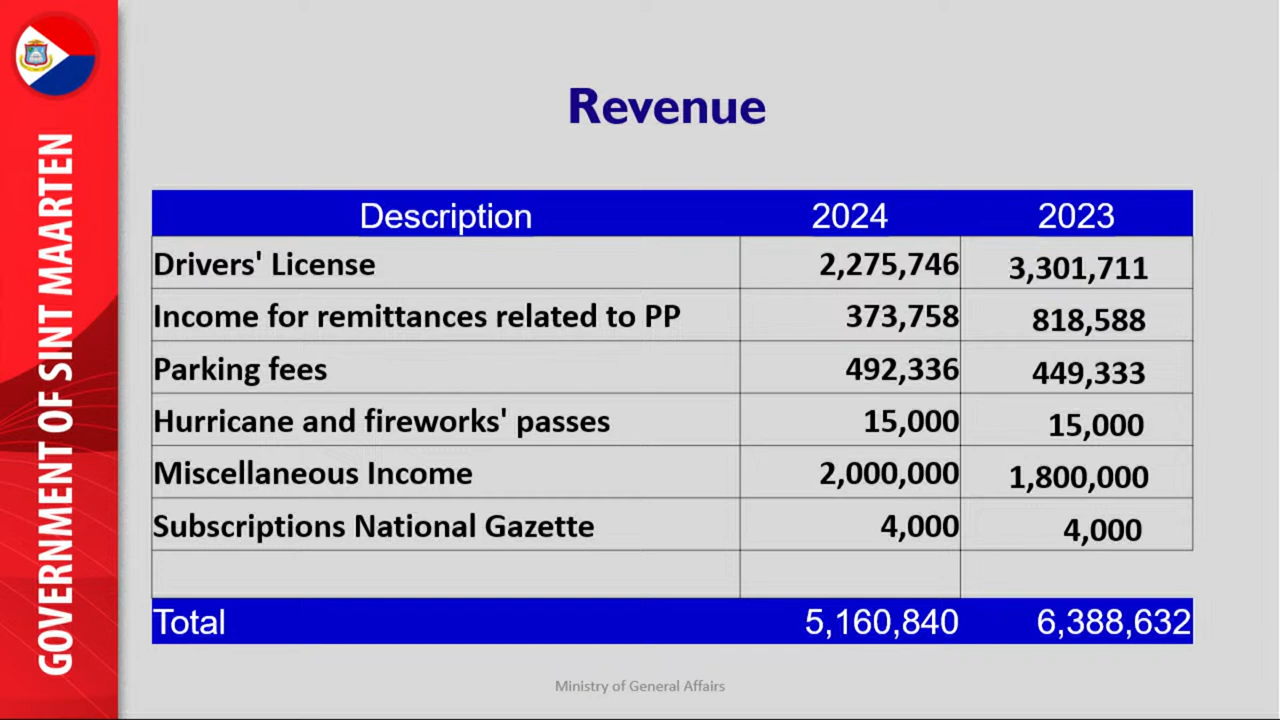 GOVERNMENT OF SINT MAARTEN
Revenue
Description 2024 2023
Drivers' License 2,275,746 3,301,711
Income for remittances related to PP 373,758 818,588
Parking fees 492,336 449,333
Hurricane and fireworks' passes 15,000 15,000
Miscellaneous Income 2,000,000 1,800,000
Subscriptions National Gazette 4,000 4,000
Total 5,160,840 6,388,632
Ministry of General Affairs